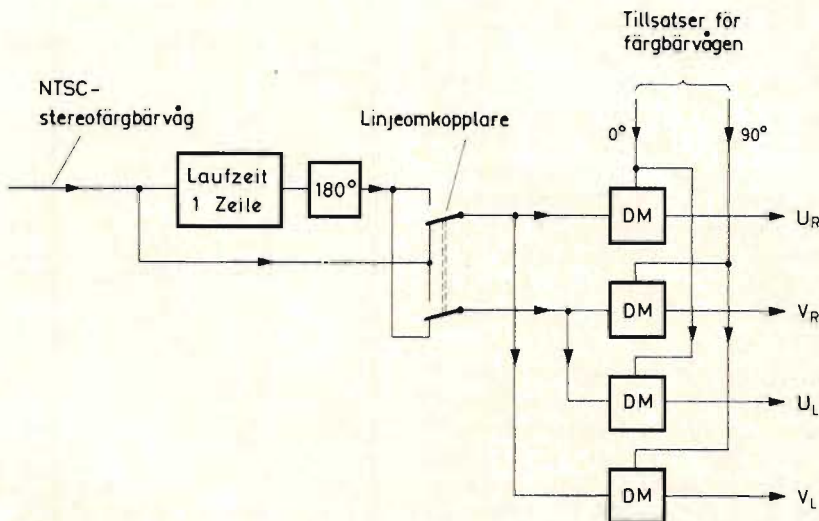 Tillsatser för
färgbärvågen
NTSC-
stereofärgbärvåg
Linjeomkopplare
0°
90°
Laufzeit
1 Zeile
180°
DM
U_R
DM
V_R
DM
U_L
DM
V_L